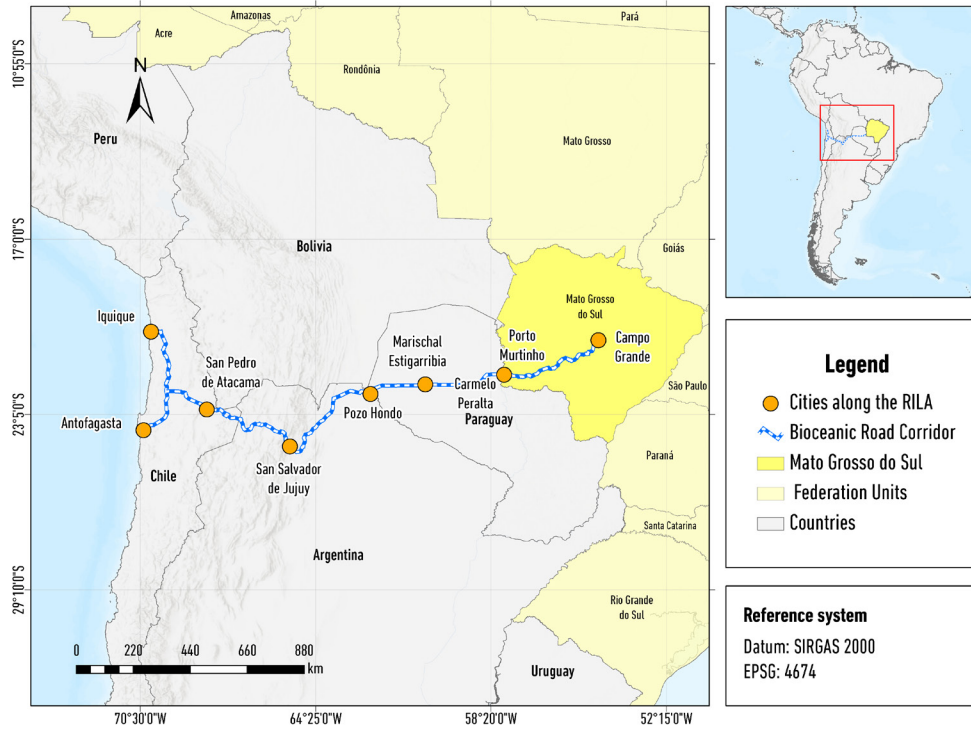 Amazonas
Pará
Acre
10°55'0"S
N
Rondônia
Peru
Mato Grosso
17°0'0"S
Bolivia
Goiás
Mato Grosso
do Sul
Iquique
Porto
Murtinho
Campo
Grande
Marischal
Estigarribia
San Pedro
de Atacama
Carmelo
Peralta
São Paulo
Pozo Hondo
Antofagasta
Paraguay
23°5'0"S
Paraná
San Salvador
de Jujuy
Chile
Santa Catarina
Argentina
29°10'0"S
Rio Grande
do Sul
0 220 440 660 880
km
Uruguay
70°30'0"W 64°25'0"W 58°20'0"W 52°15'0"W
Legend
Cities along the RILA
Bioceanic Road Corridor
Mato Grosso do Sul
Federation Units
Countries
Reference system
Datum: SIRGAS 2000
EPSG: 4674